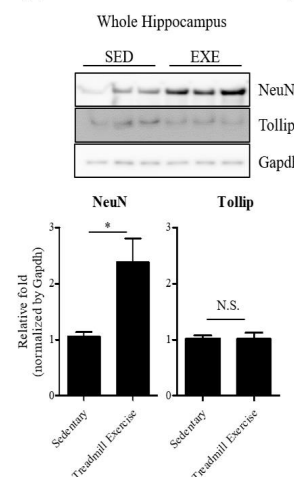 Whole Hippocampus
SED EXE
NeuN
Tollip
Gapdh
NeuN Tollip
Relative fold
(normalized by Gapdh)
3
2
1
0
*
Sedentary
Treadmill Exercise
3
2
1
0
N.S.
Sedentary
Treadmill Exercise